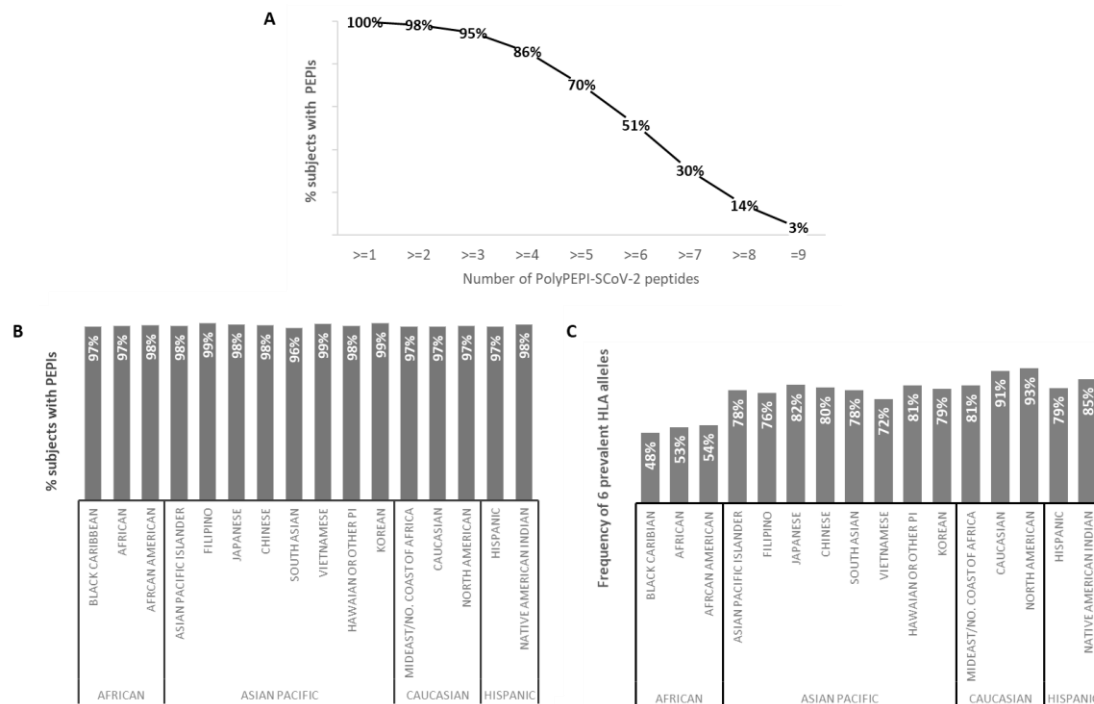 A
100% 98% 95% 86% 70% 51% 30% 14% 3%
% subjects with PEPIs
>=1 >=2 >=3 >=4 >=5 >=6 >=7 >=8 =9
Number of PolyPEPI-SCoV-2 peptides
B
% subjects with PEPIs
97% 97% 98% 98% 99% 98% 98% 96% 99% 98% 99% 97% 97% 97% 97% 98%
BLACK CARIBBEAN
AFRICAN
AFRCAN AMERICAN
ASIAN PACIFIC ISLANDER
FILIPINO
JAPANESE
CHINESE
SOUTH ASIAN
VIETNAMESE
HAWAIAN OR OTHER PI
KOREAN
MIDEAST/NO. COAST OF AFRICA
CAUCASIAN
NORTH AMERICAN
HISPANIC
NATIVE AMERICAN INDIAN
AFRICAN ASIAN PACIFIC CAUCASIAN HISPANIC
C
Frequency of 6 prevalent HLA alleles
48% 53% 54% 78% 76% 82% 80% 78% 72% 81% 79% 81% 91% 93% 79% 85%
BLACK CARIBIAN
AFRICAN
AFRICAN AMERICAN
ASIAN PACIFIC ISLANDER
FILIPINO
JAPANESE
CHINESE
SOUTH ASIAN
VIETNAMESE
HAWAIAN OR OTHER PI
KOREAN
MIDEAST/NO. COAST OF AFRICA
CAUCASIAN
NORTH AMERICAN
HISPANIC
NATIVE AMERICAN INDIAN
AFRICAN ASIAN PACIFIC CAUCASIAN HISPANIC